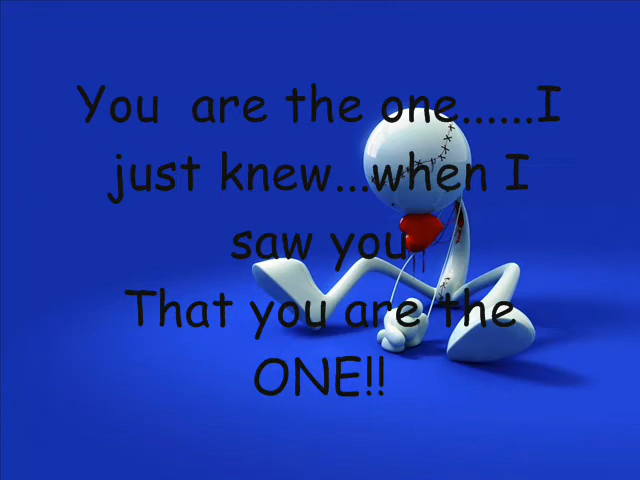 You  are the one......I
just knew...when I
saw you
That you are the
ONE!!